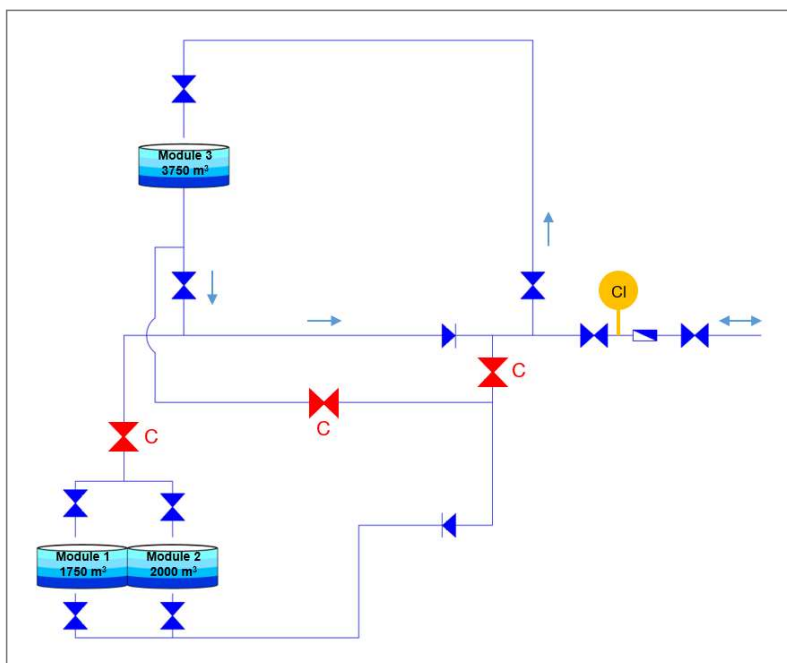 Module 3
3750 m³
Cl
C
C
C
Module 1
1750 m³
Module 2
2000 m³